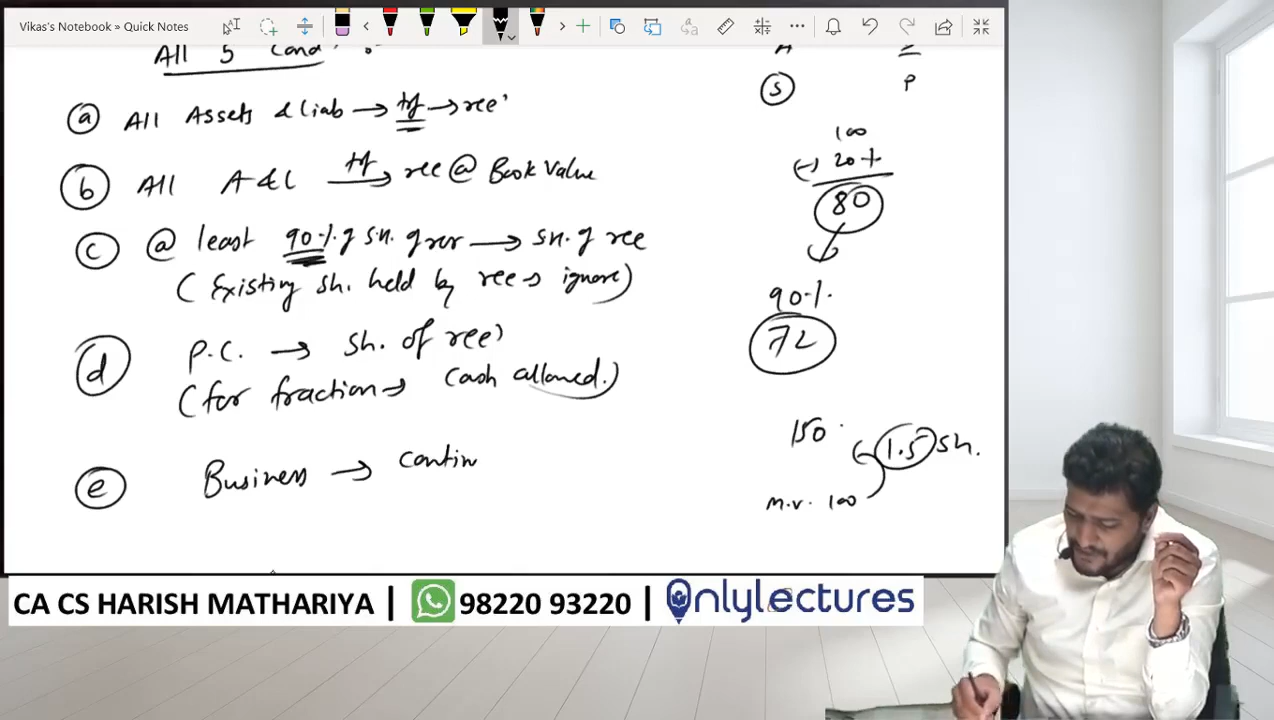 Vikas's Notebook » Quick Notes
All 5 Cond
(a) All Assets & Liab → tf → ree'
(b) All A & L tf → ree @ Book Value
(c) @ least 90% of sh. of ror → sh. of ree
(Existing sh. held by ree → ignore)
(d) P.C. → sh. of ree
(for fraction → cash allowed.)
(e) Business → contin
S P
100
(-) 20 +
80
90%
72
150
1.5 sh.
m.v. 100
CA CS HARISH MATHARIYA | 98220 93220 | Onlylectures